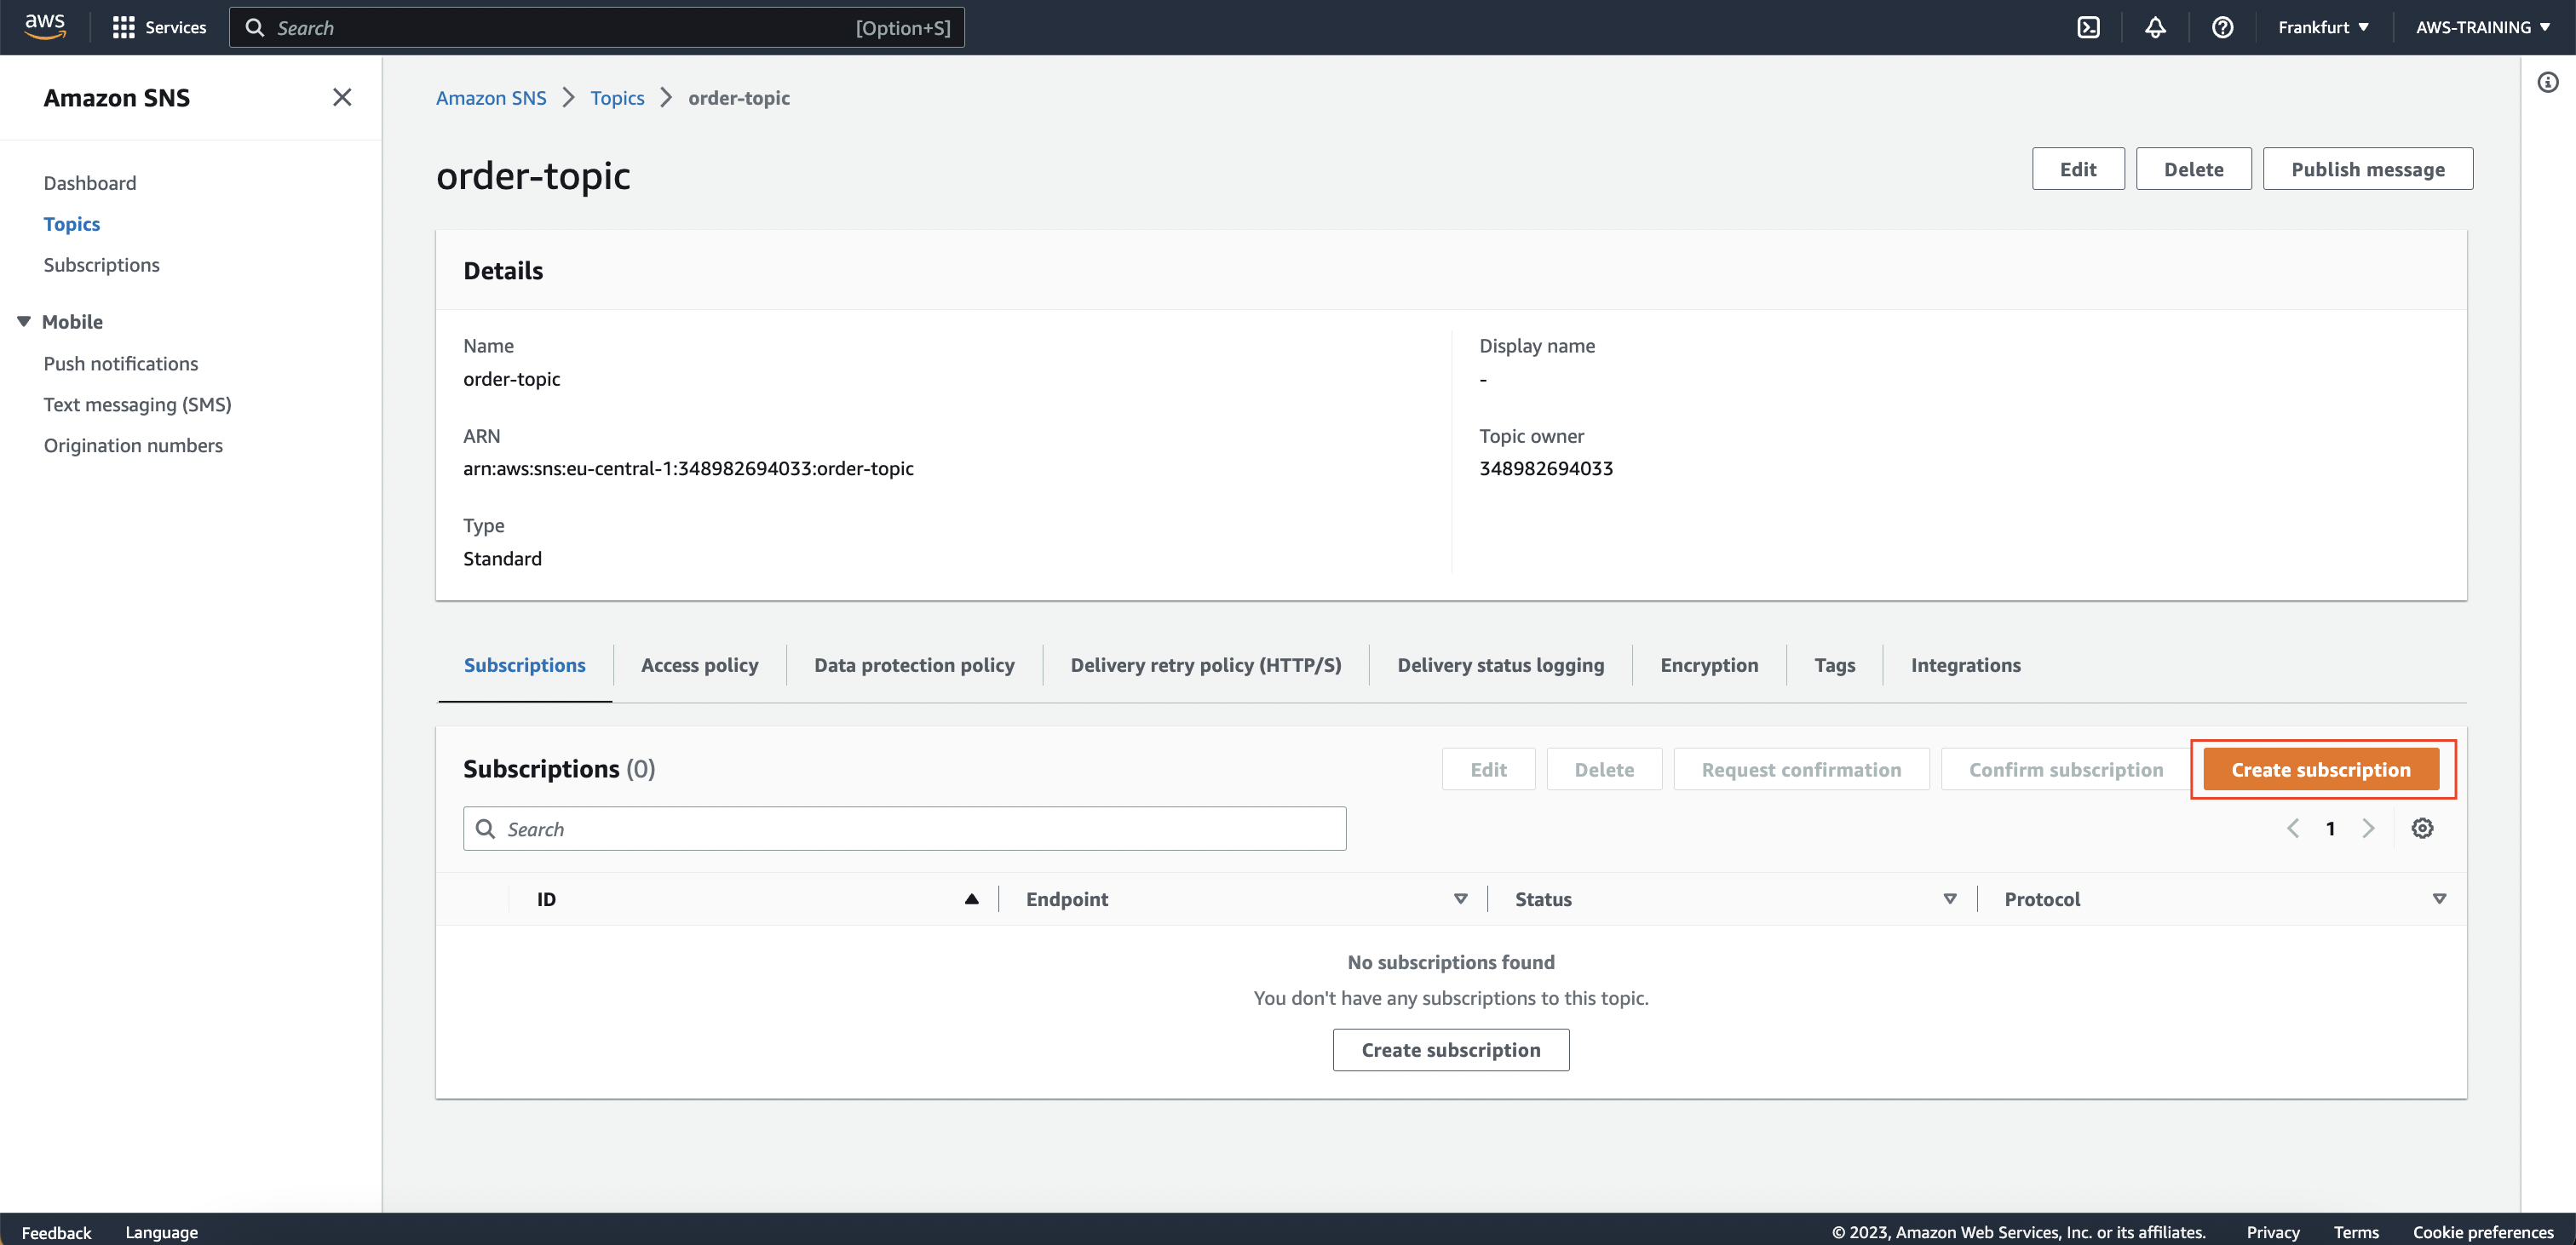 aws
Services
Search
[Option+S]
Frankfurt
AWS-TRAINING
Amazon SNS
Dashboard
Topics
Subscriptions
Mobile
Push notifications
Text messaging (SMS)
Origination numbers
Amazon SNS
Topics
order-topic
order-topic
Edit
Delete
Publish message
Details
Name
order-topic
Display name
-
ARN
arn:aws:sns:eu-central-1:348982694033:order-topic
Topic owner
348982694033
Type
Standard
Subscriptions
Access policy
Data protection policy
Delivery retry policy (HTTP/S)
Delivery status logging
Encryption
Tags
Integrations
Subscriptions (0)
Edit
Delete
Request confirmation
Confirm subscription
Create subscription
Search
1
ID
Endpoint
Status
Protocol
No subscriptions found
You don't have any subscriptions to this topic.
Create subscription
Feedback
Language
© 2023, Amazon Web Services, Inc. or its affiliates.
Privacy
Terms
Cookie preferences